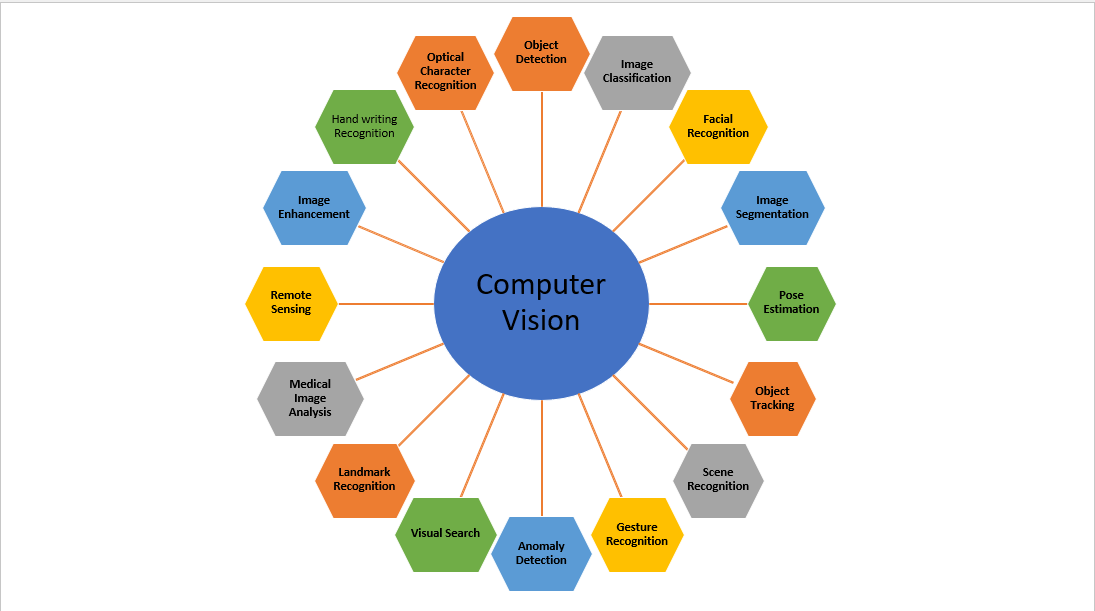 Object
Detection
Image
Classification
Facial
Recognition
Image
Segmentation
Pose
Estimation
Object
Tracking
Scene
Recognition
Gesture
Recognition
Anomaly
Detection
Visual Search
Landmark
Recognition
Medical
Image
Analysis
Remote
Sensing
Image
Enhancement
Hand writing
Recognition
Optical
Character
Recognition
Computer
Vision